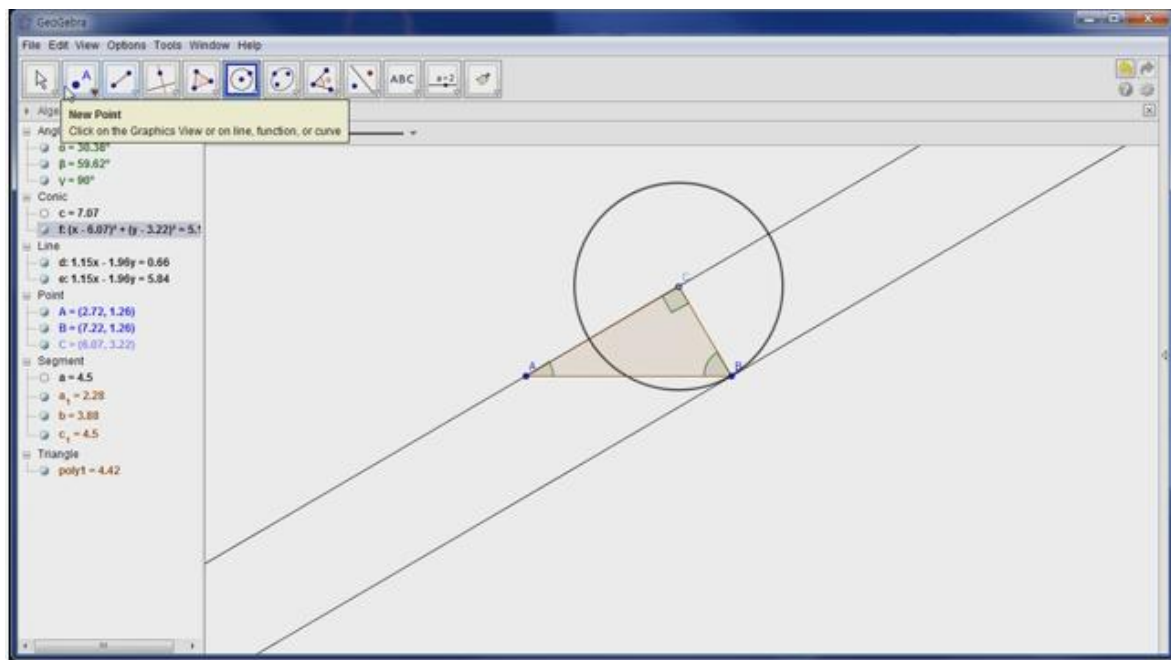 GeoGebra
File Edit View Options Tools Window Help
A
ABC
a=2
New Point
Click on the Graphics View or on line, function, or curve
α = 30.38°
β = 59.62°
γ = 90°
Conic
c = 7.07
f: (x - 6.07)² + (y - 3.22)² = 5.1
Line
d: 1.15x - 1.96y = 0.66
e: 1.15x - 1.96y = 5.84
Point
A = (2.72, 1.26)
B = (7.22, 1.26)
C = (6.07, 3.22)
Segment
a = 4.5
a₁ = 2.28
b = 3.88
c₁ = 4.5
Triangle
poly1 = 4.42
C
A
B